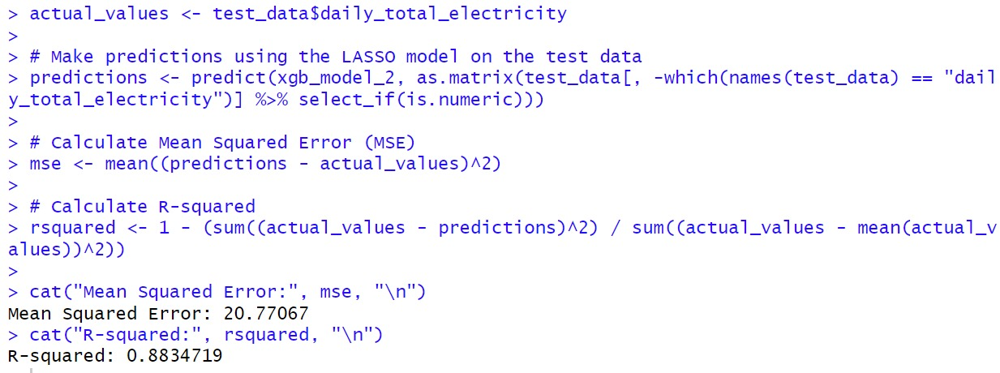 > actual_values <- test_data$daily_total_electricity
>
> # Make predictions using the LASSO model on the test data
> predictions <- predict(xgb_model_2, as.matrix(test_data[, -which(names(test_data) == "dail
y_total_electricity")] %>% select_if(is.numeric)))
>
> # Calculate Mean Squared Error (MSE)
> mse <- mean((predictions - actual_values)^2)
>
> # Calculate R-squared
> rsquared <- 1 - (sum((actual_values - predictions)^2) / sum((actual_values - mean(actual_v
alues))^2))
>
> cat("Mean Squared Error:", mse, "\n")
Mean Squared Error: 20.77067
> cat("R-squared:", rsquared, "\n")
R-squared: 0.8834719